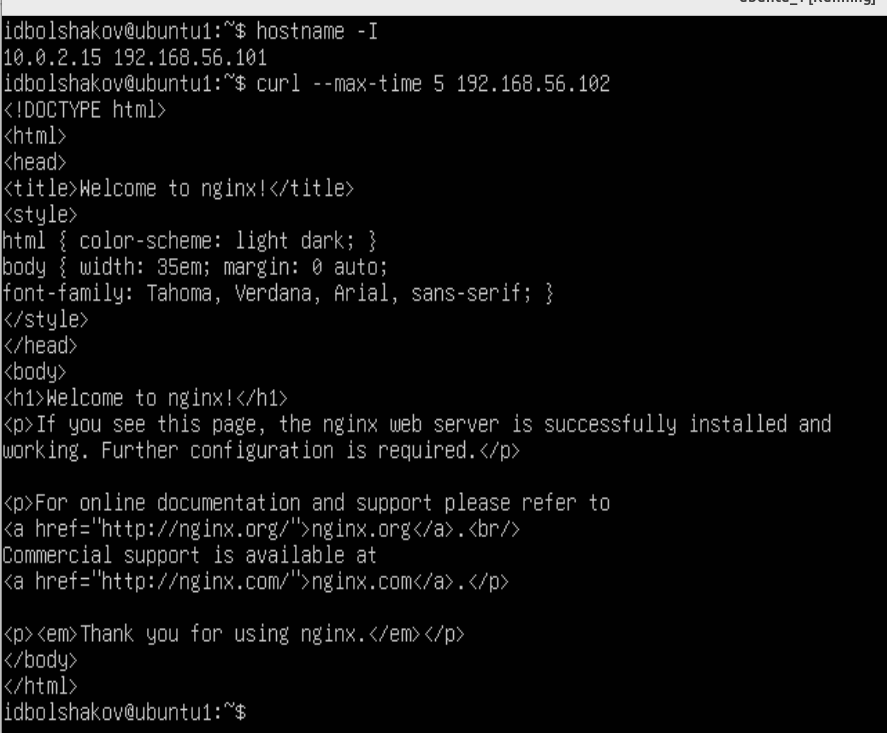 idbolshakov@ubuntu1:~$ hostname -I
10.0.2.15 192.168.56.101
idbolshakov@ubuntu1:~$ curl --max-time 5 192.168.56.102
<!DOCTYPE html>
<html>
<head>
<title>Welcome to nginx!</title>
<style>
html { color-scheme: light dark; }
body { width: 35em; margin: 0 auto;
font-family: Tahoma, Verdana, Arial, sans-serif; }
</style>
</head>
<body>
<h1>Welcome to nginx!</h1>
<p>If you see this page, the nginx web server is successfully installed and
working. Further configuration is required.</p>

<p>For online documentation and support please refer to
<a href="http://nginx.org/">nginx.org</a>.<br/>
Commercial support is available at
<a href="http://nginx.com/">nginx.com</a>.</p>

<p><em>Thank you for using nginx.</em></p>
</body>
</html>
idbolshakov@ubuntu1:~$